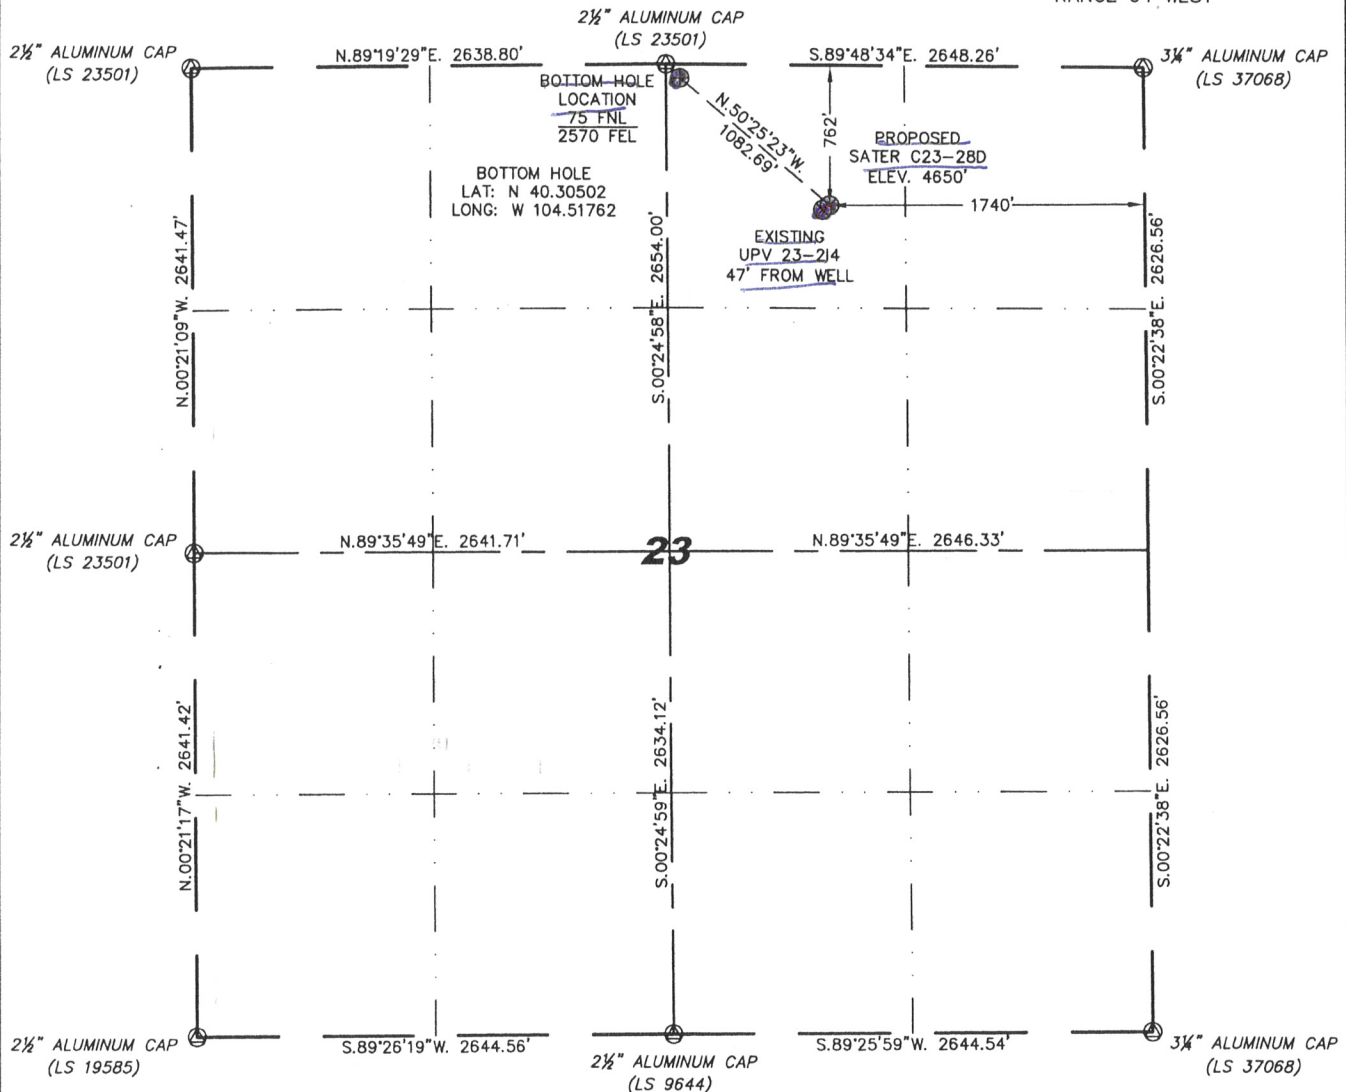 RANGE 64 WEST
2½" ALUMINUM CAP
(LS 23501)
2½" ALUMINUM CAP
(LS 23501)
N.89°19'29"E. 2638.80'
S.89°48'34"E. 2648.26'
3¼" ALUMINUM CAP
(LS 37068)
BOTTOM HOLE
LOCATION
75 FNL
2570 FEL
N.50°25'23"W.
1082.69'
762'
PROPOSED
SATER C23-28D
ELEV. 4650'
BOTTOM HOLE
LAT: N 40.30502
LONG: W 104.51762
1740'
EXISTING
UPV 23-2J4
47' FROM WELL
N.00°21'09"W. 2641.47'
S.00°24'58"E. 2654.00'
S.00°22'38"E. 2626.56'
2½" ALUMINUM CAP
(LS 23501)
N.89°35'49"E. 2641.71'
23
N.89°35'49"E. 2646.33'
N.00°21'17"W. 2641.42'
S.00°24'59"E. 2634.12'
S.00°22'38"E. 2626.56'
2½" ALUMINUM CAP
(LS 19585)
S.89°26'19"W. 2644.56'
2½" ALUMINUM CAP
(LS 9644)
S.89°25'59"W. 2644.54'
3¼" ALUMINUM CAP
(LS 37068)